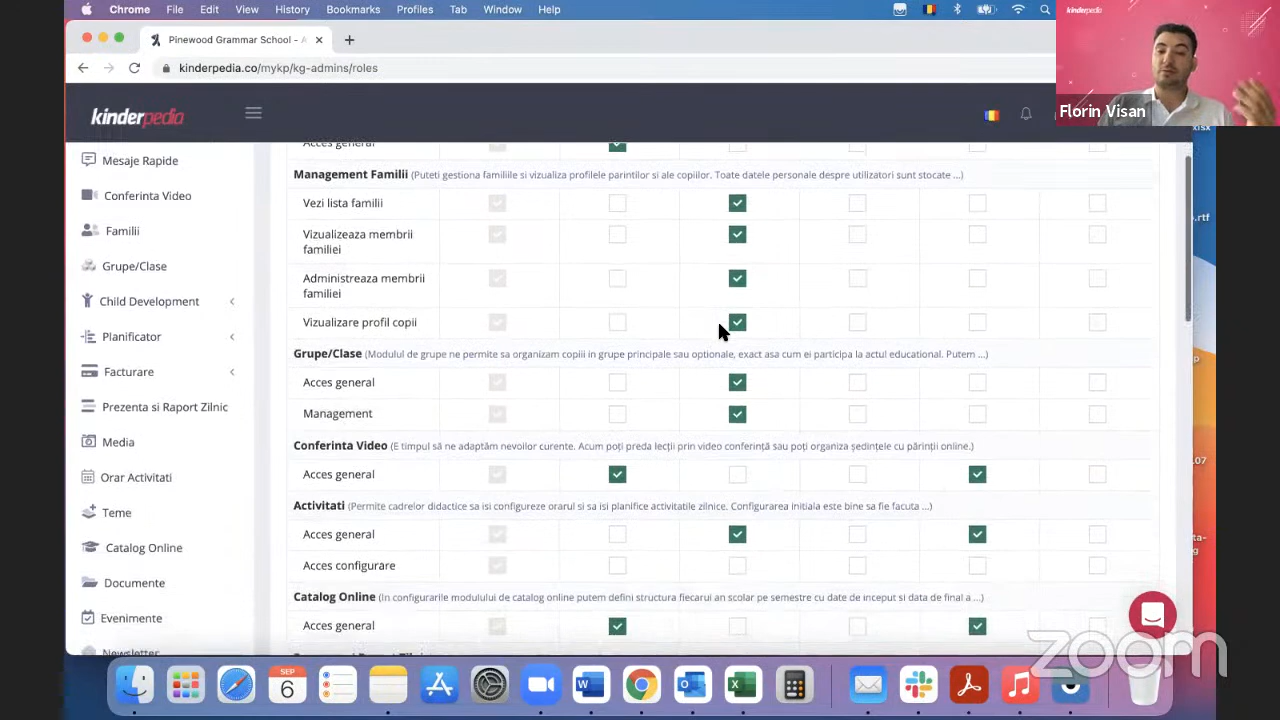 Chrome File Edit View History Bookmarks Profiles Tab Window Help
kinderpedia
Pinewood Grammar School - A
kinderpedia.co/mykp/kg-admins/roles
Florin Visan
kinderpedia
xlsx
Mesaje Rapide
Conferinta Video
Familii
Grupe/Clase
Child Development
Planificator
Facturare
Prezenta si Raport Zilnic
Media
Orar Activitati
Teme
Catalog Online
Documente
Evenimente
Newsletter
Acces general
Management Familii (Puteti gestiona familiile si vizualiza profilele parintilor si ale copiilor. Toate datele personale despre utilizatori sunt stocate ...)
Vezi lista familii
Vizualizeaza membrii
familiei
Administreaza membrii
familiei
Vizualizare profil copii
Grupe/Clase (Modulul de grupe ne permite sa organizam copiii in grupe principale sau optionale, exact asa cum ei participa la actul educational. Putem ...)
Acces general
Management
Conferinta Video (E timpul să ne adaptăm nevoilor curente. Acum poți preda lecții prin video conferință sau poți organiza ședințele cu părinții online.)
Acces general
Activitati (Permite cadrelor didactice sa isi configureze orarul si sa isi planifice activitatile zilnice. Configurarea initiala este bine sa fie facuta ...)
Acces general
Acces configurare
Catalog Online (In configurarile modulului de catalog online putem defini structura fiecarui an scolar pe semestre cu date de inceput si data de final a ...)
Acces general
.rtf
.07
ta-
zoom
SEP
6